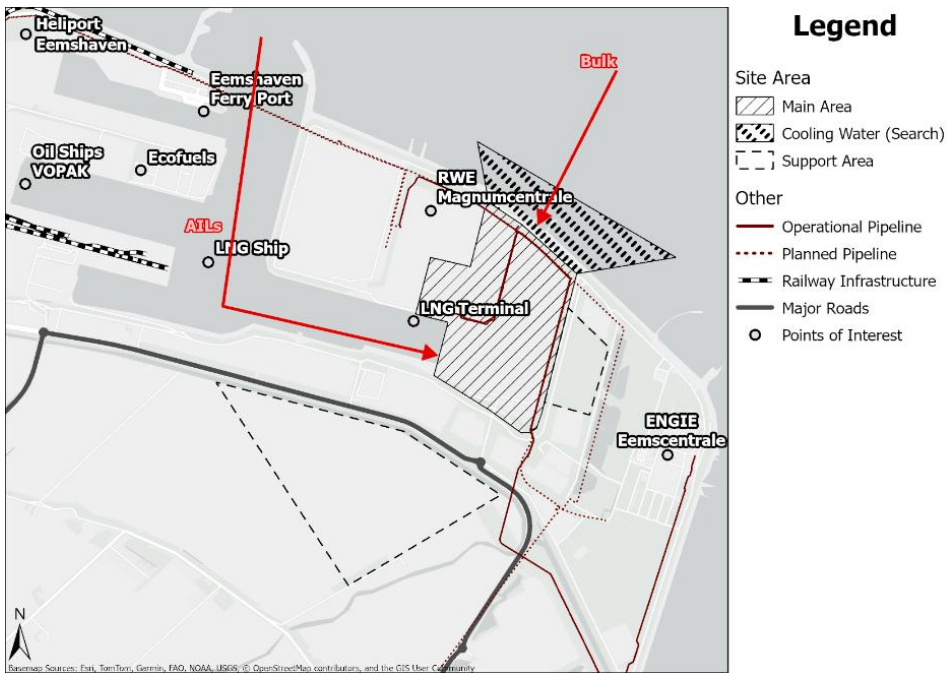 Heliport
Eemshaven
Eemshaven
Ferry Port
Oil Ships
VOPAK
Ecofuels
AILs
LNG Ship
Bulk
RWE
Magnumcentrale
LNG Terminal
ENGIE
Eemscentrale
N
Basemap Sources: Esri, TomTom, Garmin, FAO, NOAA, USGS, © OpenStreetMap contributors, and the GIS User Community
Legend
Site Area
Main Area
Cooling Water (Search)
Support Area
Other
Operational Pipeline
Planned Pipeline
Railway Infrastructure
Major Roads
Points of Interest